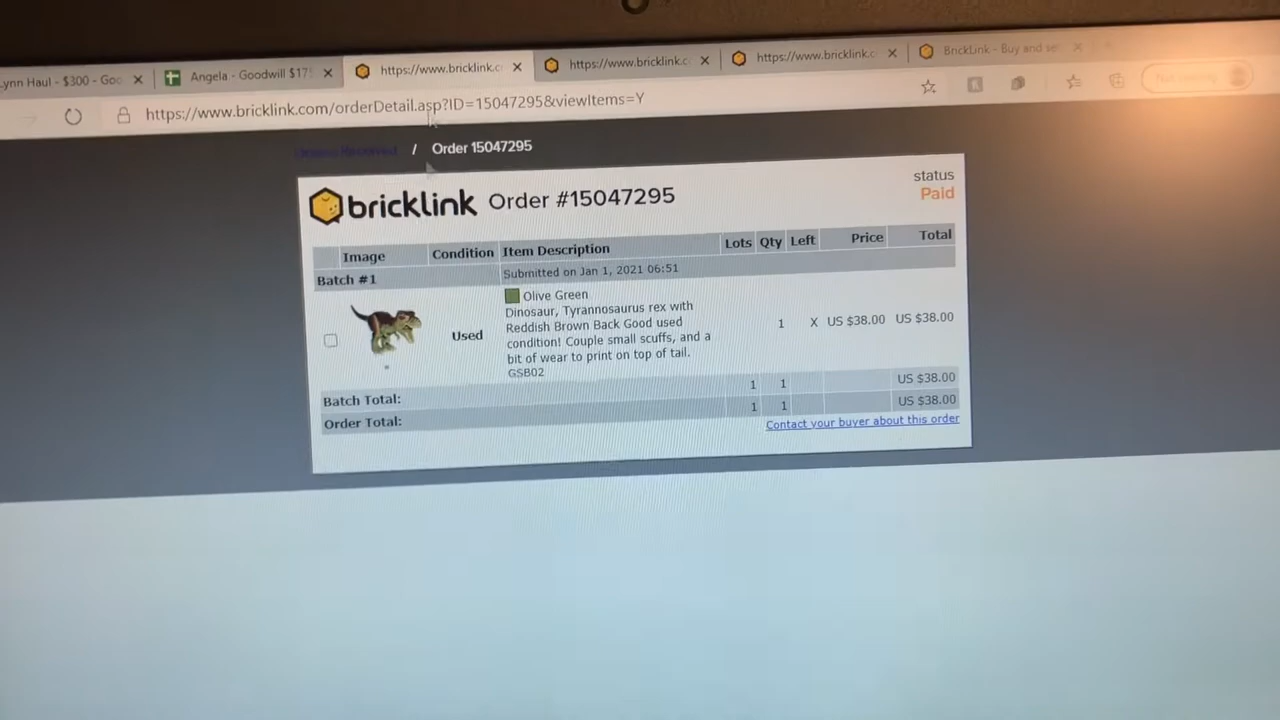 ynn Haul - $300 - Goo
Angela - Goodwill $17
https://www.bricklink.c
https://www.bricklink.c
https://www.bricklink.c
BrickLink - Buy and se
https://www.bricklink.com/orderDetail.asp?ID=15047295&viewItems=Y
/ Order 15047295
bricklink Order #15047295
status
Paid
Image Condition Item Description Lots Qty Left Price Total
Batch #1 Submitted on Jan 1, 2021 06:51
Olive Green
Dinosaur, Tyrannosaurus rex with
Reddish Brown Back Good used
Used condition! Couple small scuffs, and a 1 X US $38.00 US $38.00
bit of wear to print on top of tail.
GSB02
Batch Total: 1 1 US $38.00
Order Total: 1 1 US $38.00
Contact your buyer about this order